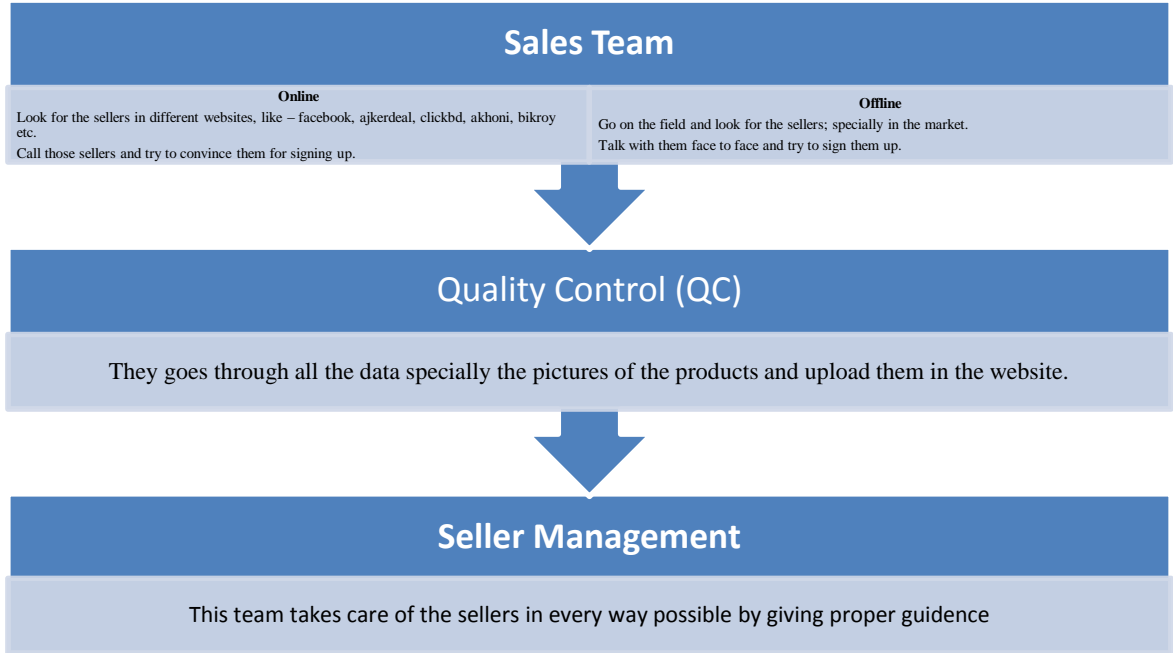 Sales Team
Online
Look for the sellers in different websites, like – facebook, ajkerdeal, clickbd, akhoni, bikroy
etc.
Call those sellers and try to convince them for signing up.
Offline
Go on the field and look for the sellers; specially in the market.
Talk with them face to face and try to sign them up.
Quality Control (QC)
They goes through all the data specially the pictures of the products and upload them in the website.
Seller Management
This team takes care of the sellers in every way possible by giving proper guidence